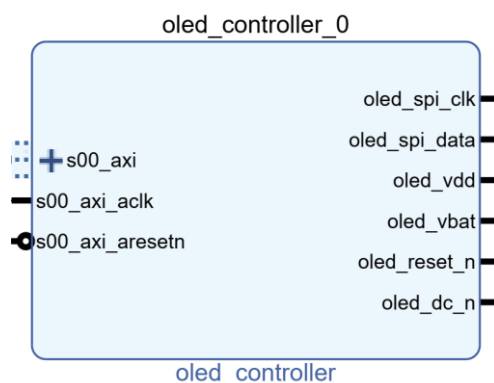 oled_controller_0
oled_spi_clk
oled_spi_data
s00_axi
oled_vdd
s00_axi_aclk
oled_vbat
s00_axi_aresetn
oled_reset_n
oled_dc_n
oled_controller